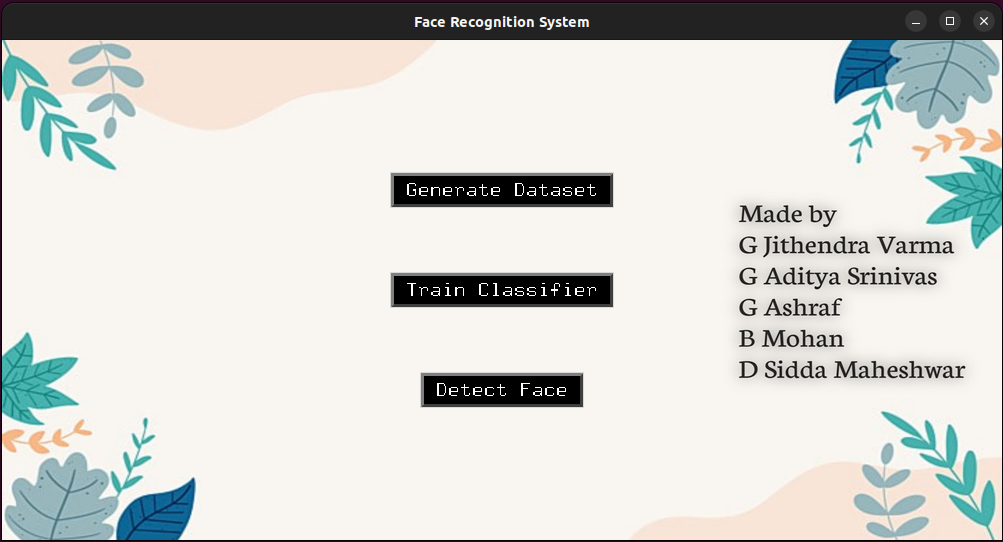 Face Recognition System
Generate Dataset
Train Classifier
Detect Face
Made by
G Jithendra Varma
G Aditya Srinivas
G Ashraf
B Mohan
D Sidda Maheshwar